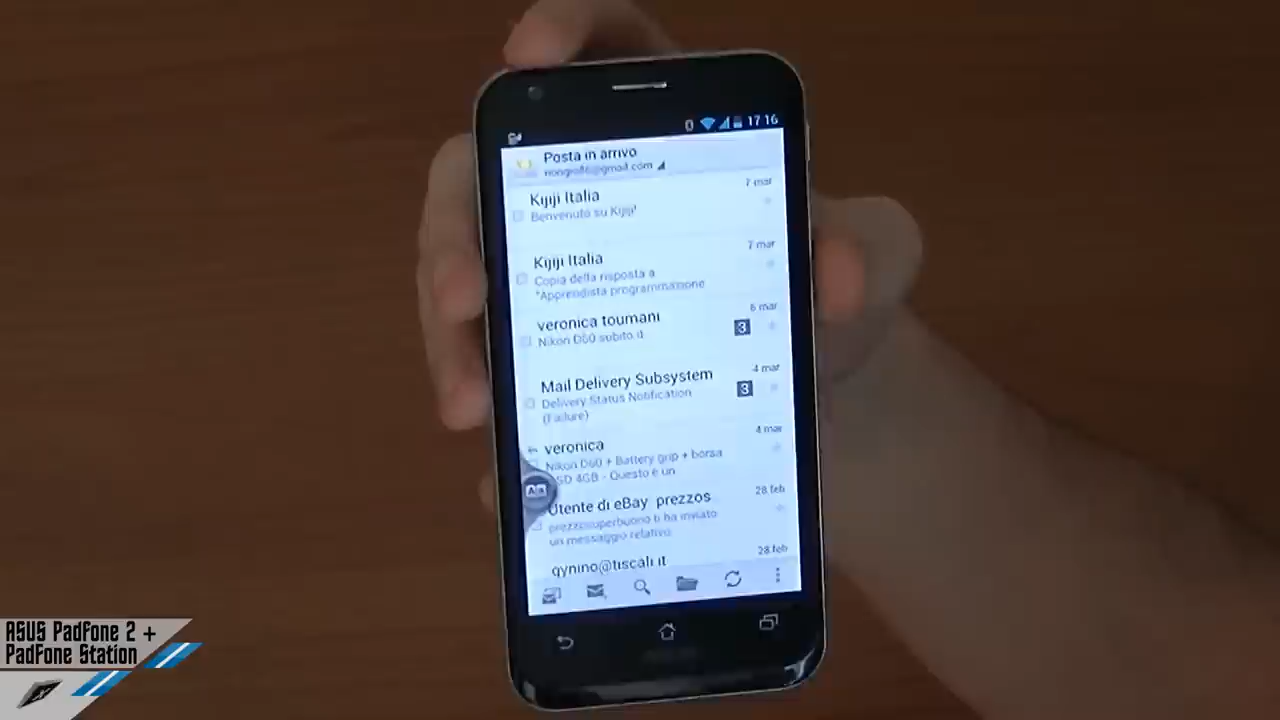 17 16
Posta in arrivo
@gmail.com
7 mar
Kijiji Italia
Benvenuto su Kijiji!
7 mar
Kijiji Italia
Copia della risposta a
"Apprendista programmazione
6 mar
veronica toumani
3
Nikon D60 subito.it
4 mar
Mail Delivery Subsystem
3
Delivery Status Notification
(Failure)
4 mar
veronica
Nikon D60 + Battery grip + borsa
SD 4GB - Questo è un
28 feb
Utente di eBay prezzos
prezzosuperbuono ti ha inviato
un messaggio relativo
28 feb
qynino@tiscali.it
ASUS PadFone 2 +
PadFone Station